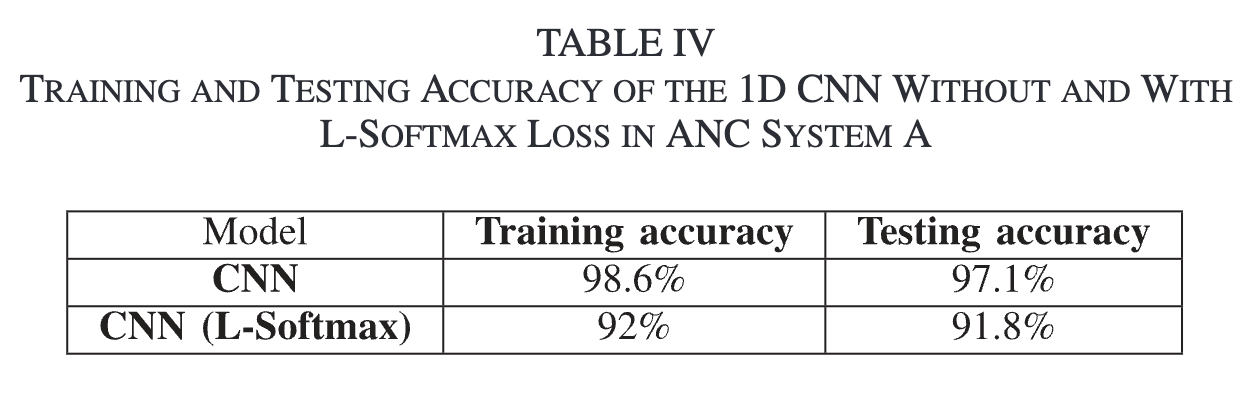 TABLE IV
TRAINING AND TESTING ACCURACY OF THE 1D CNN WITHOUT AND WITH
L-SOFTMAX LOSS IN ANC SYSTEM A
Model Training accuracy Testing accuracy
CNN 98.6% 97.1%
CNN (L-Softmax) 92% 91.8%